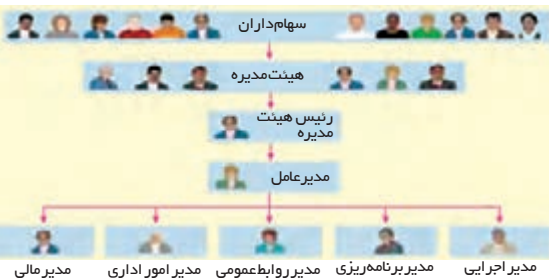 سهام‌داران
هیئت‌مدیره
رئیس هیئت
مدیره
مدیرعامل
مدیراجرایی
مدیربرنامه‌ریزی
مدیرروابط‌عمومی
مدیر امور اداری
مدیرمالی